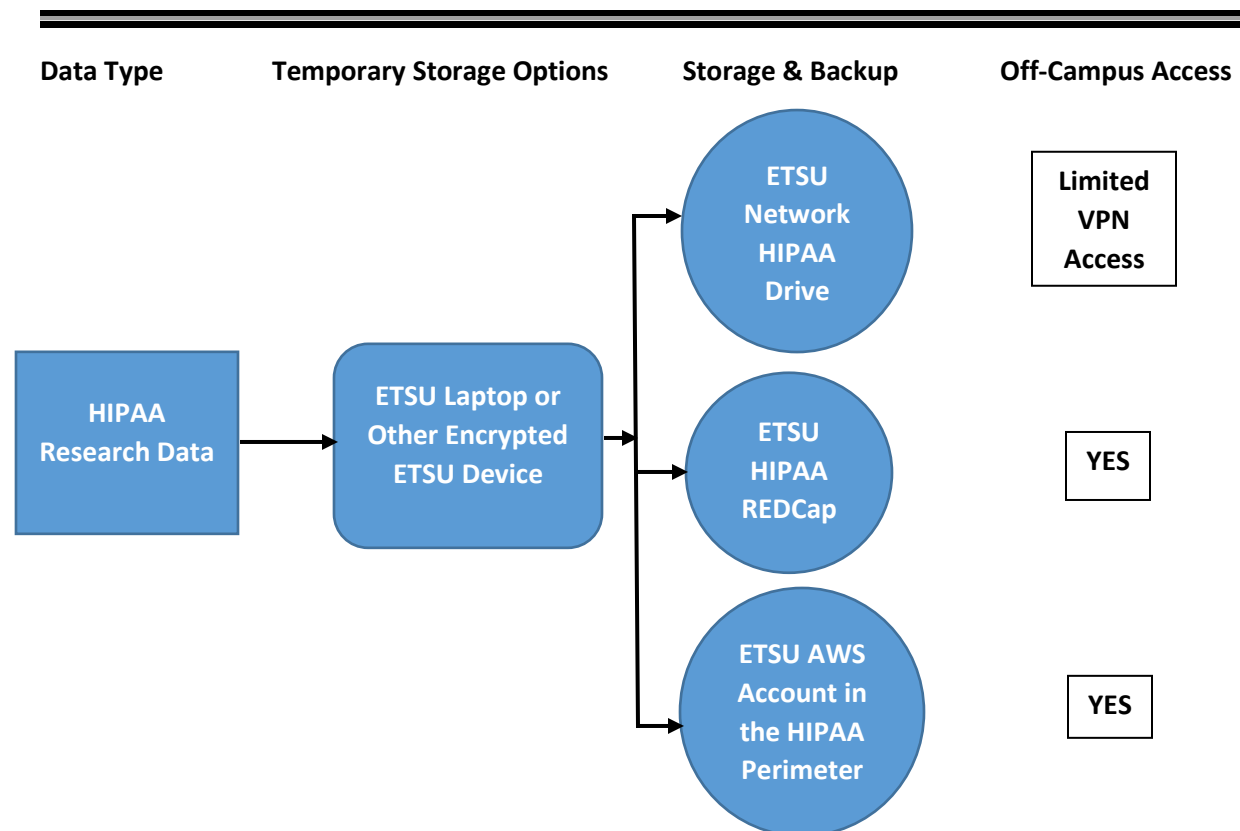 Data Type Temporary Storage Options Storage & Backup Off-Campus Access
HIPAA
Research Data
ETSU Laptop or
Other Encrypted
ETSU Device
ETSU
Network
HIPAA
Drive
Limited
VPN
Access
ETSU
HIPAA
REDCap
YES
ETSU AWS
Account in
the HIPAA
Perimeter
YES